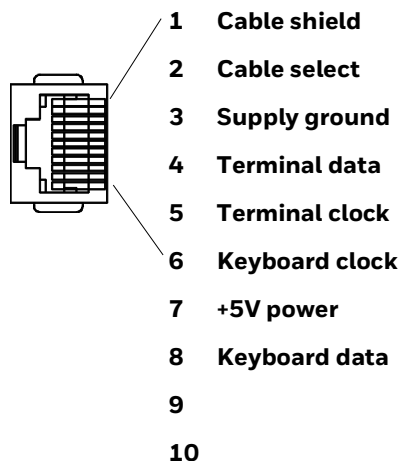 1 Cable shield
2 Cable select
3 Supply ground
4 Terminal data
5 Terminal clock
6 Keyboard clock
7 +5V power
8 Keyboard data
9
10